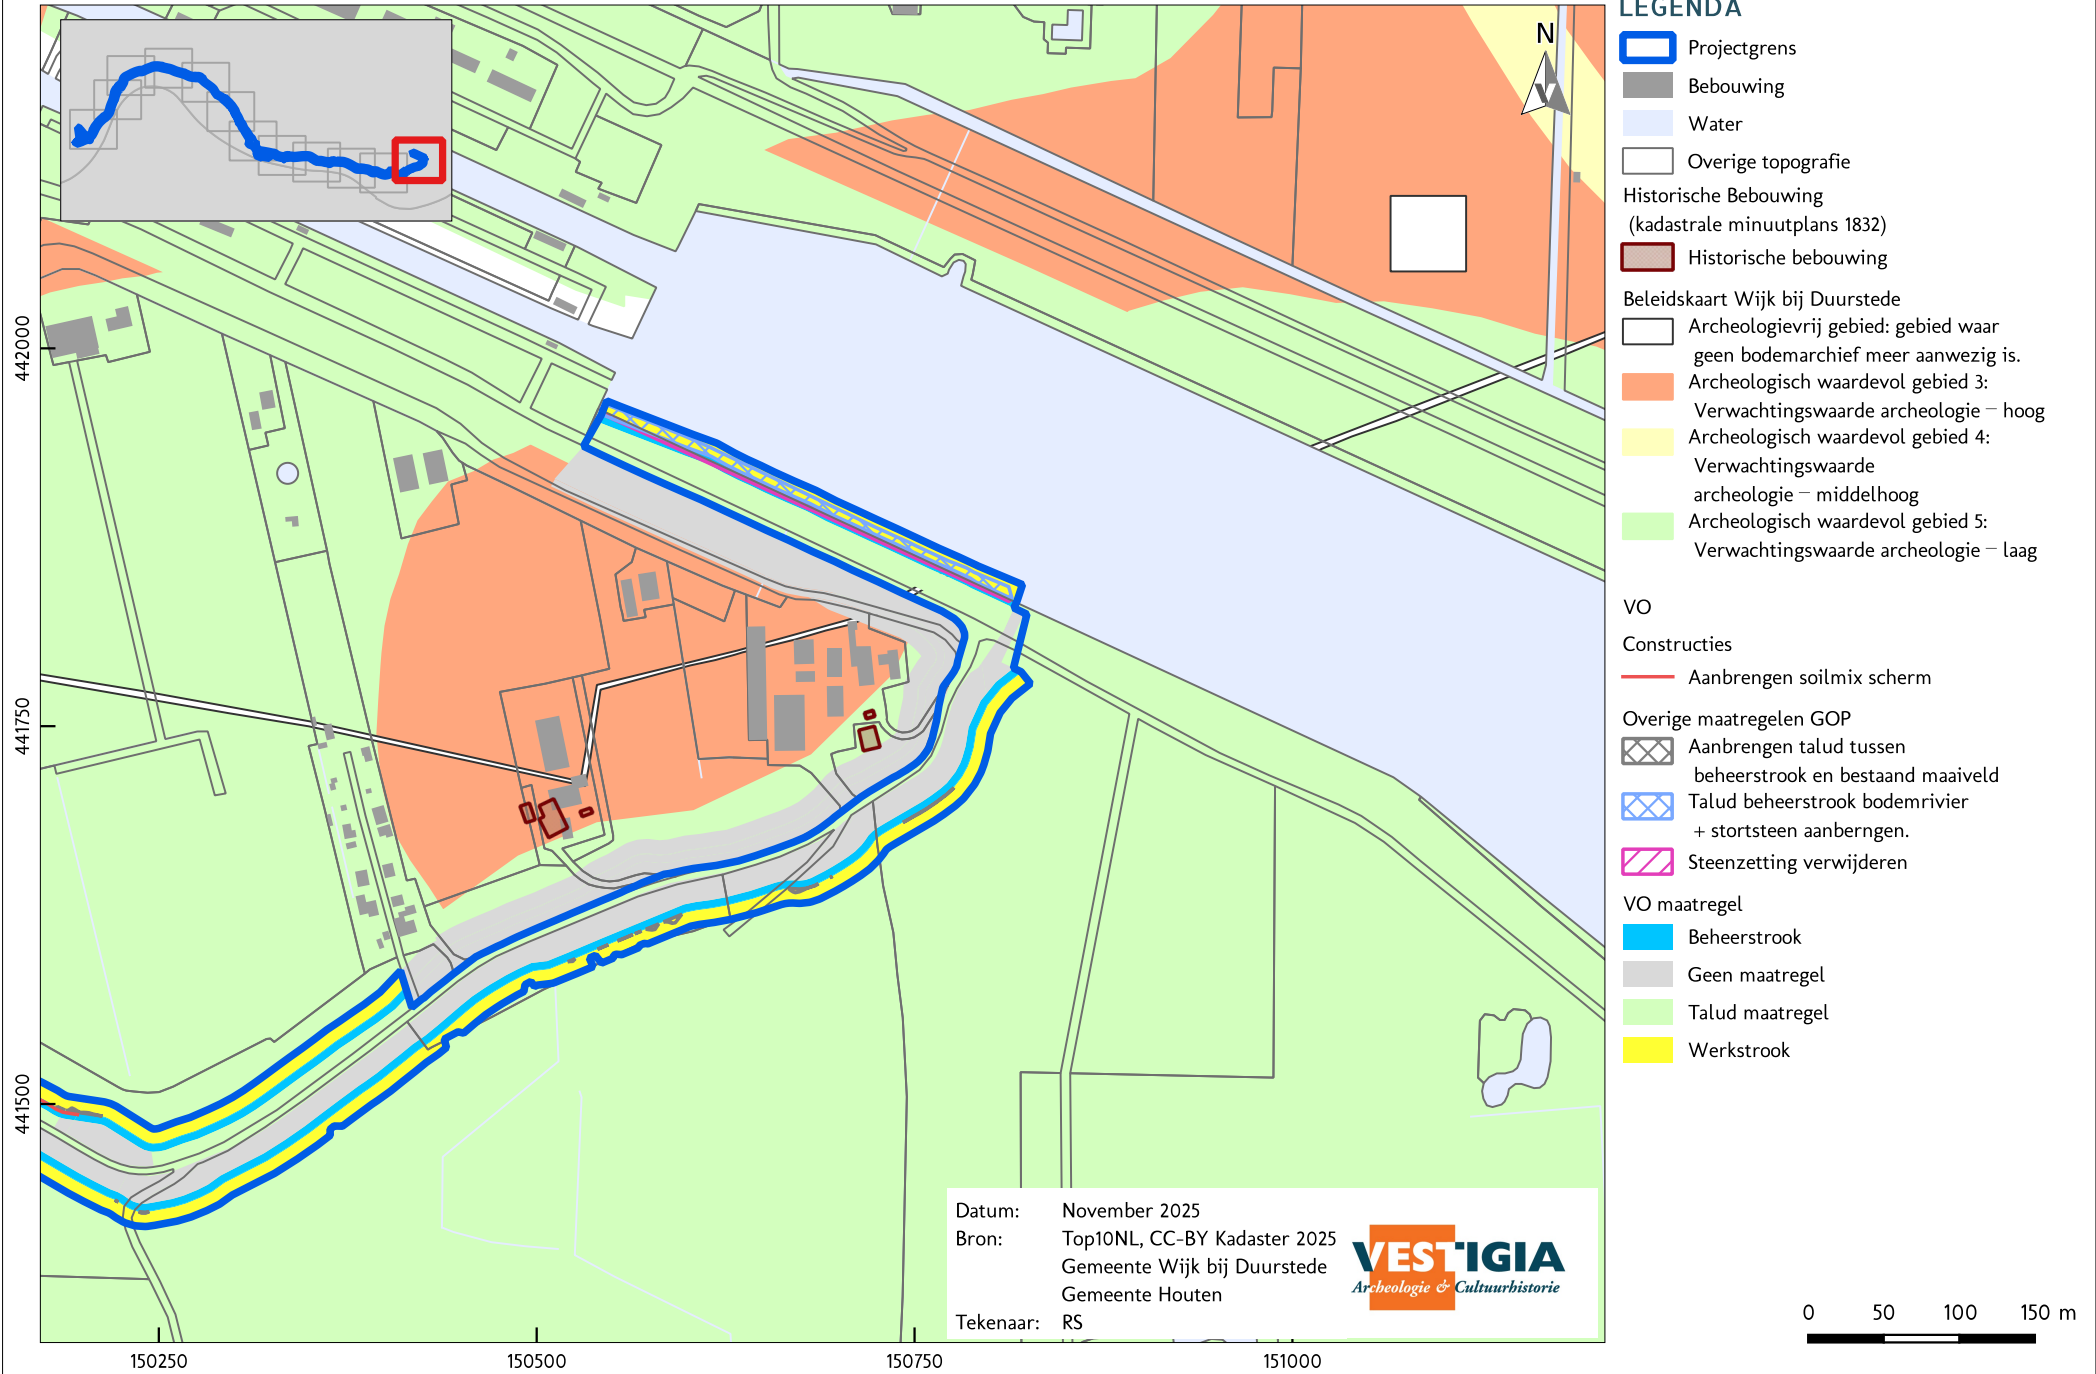 LEGENDA
Projectgrens
Bebouwing
Water
Overige topografie
Historische Bebouwing
(kadastrale minuutplans 1832)
Historische bebouwing
Beleidskaart Wijk bij Duurstede
Archeologievrij gebied: gebied waar
geen bodemarchief meer aanwezig is.
Archeologisch waardevol gebied 3:
Verwachtingswaarde archeologie – hoog
Archeologisch waardevol gebied 4:
Verwachtingswaarde
archeologie – middelhoog
Archeologisch waardevol gebied 5:
Verwachtingswaarde archeologie – laag
VO
Constructies
Aanbrengen soilmix scherm
Overige maatregelen GOP
Aanbrengen talud tussen
beheerstrook en bestaand maaiveld
Talud beheerstrook bodemrivier
+ stortsteen aanberngen.
Steenzetting verwijderen
VO maatregel
Beheerstrook
Geen maatregel
Talud maatregel
Werkstrook
N
442000
441750
441500
150250
150500
150750
151000
Datum: November 2025
Bron: Top10NL, CC-BY Kadaster 2025
Gemeente Wijk bij Duurstede
Gemeente Houten
Tekenaar: RS
VESTIGIA
Archeologie & Cultuurhistorie
0 50 100 150 m